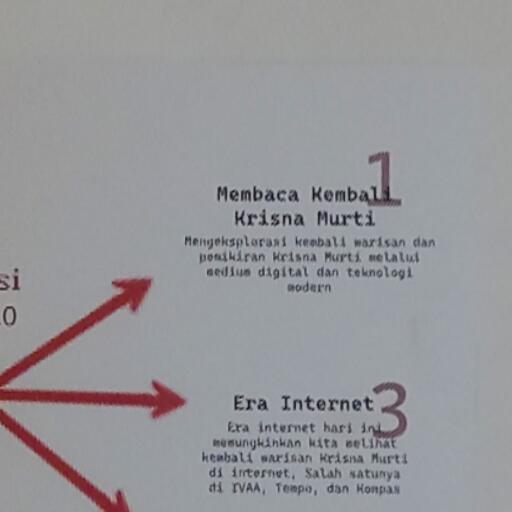 1
Membaca Kembali
Krisna Murti
Mengeksplorasi kembali warisan dan
pemikiran Krisna Murti melalui
medium digital dan teknologi
modern
si
0
3
Era Internet
Era internet hari ini
memungkinkan kita melihat
kembali warisan Krisna Murti
di internet, Salah satunya
di IVAA, Tempo, dan Kompas